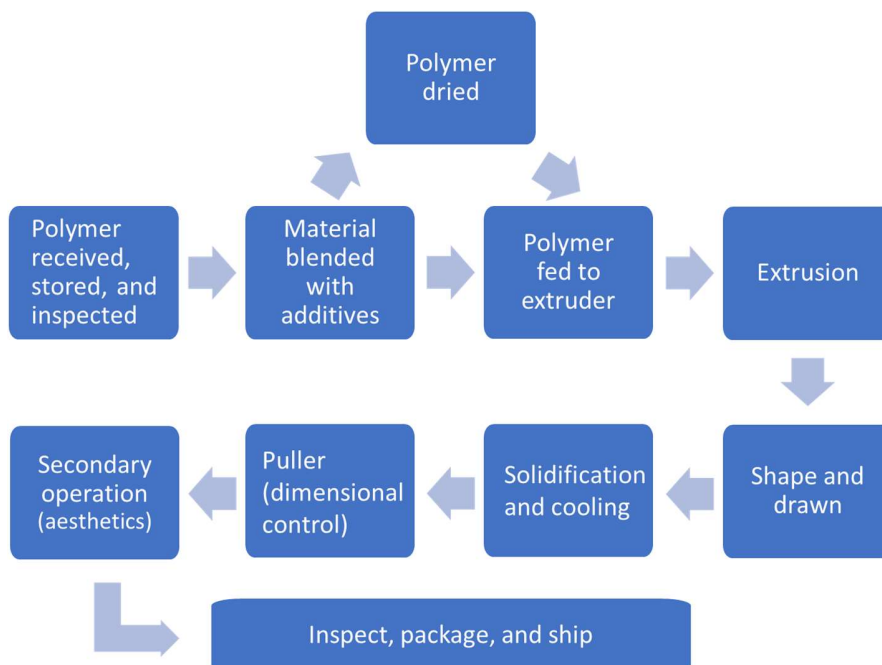 Polymer
dried
Polymer
received,
stored, and
inspected
Material
blended
with
additives
Polymer
fed to
extruder
Extrusion
Shape and
drawn
Solidification
and cooling
Puller
(dimensional
control)
Secondary
operation
(aesthetics)
Inspect, package, and ship